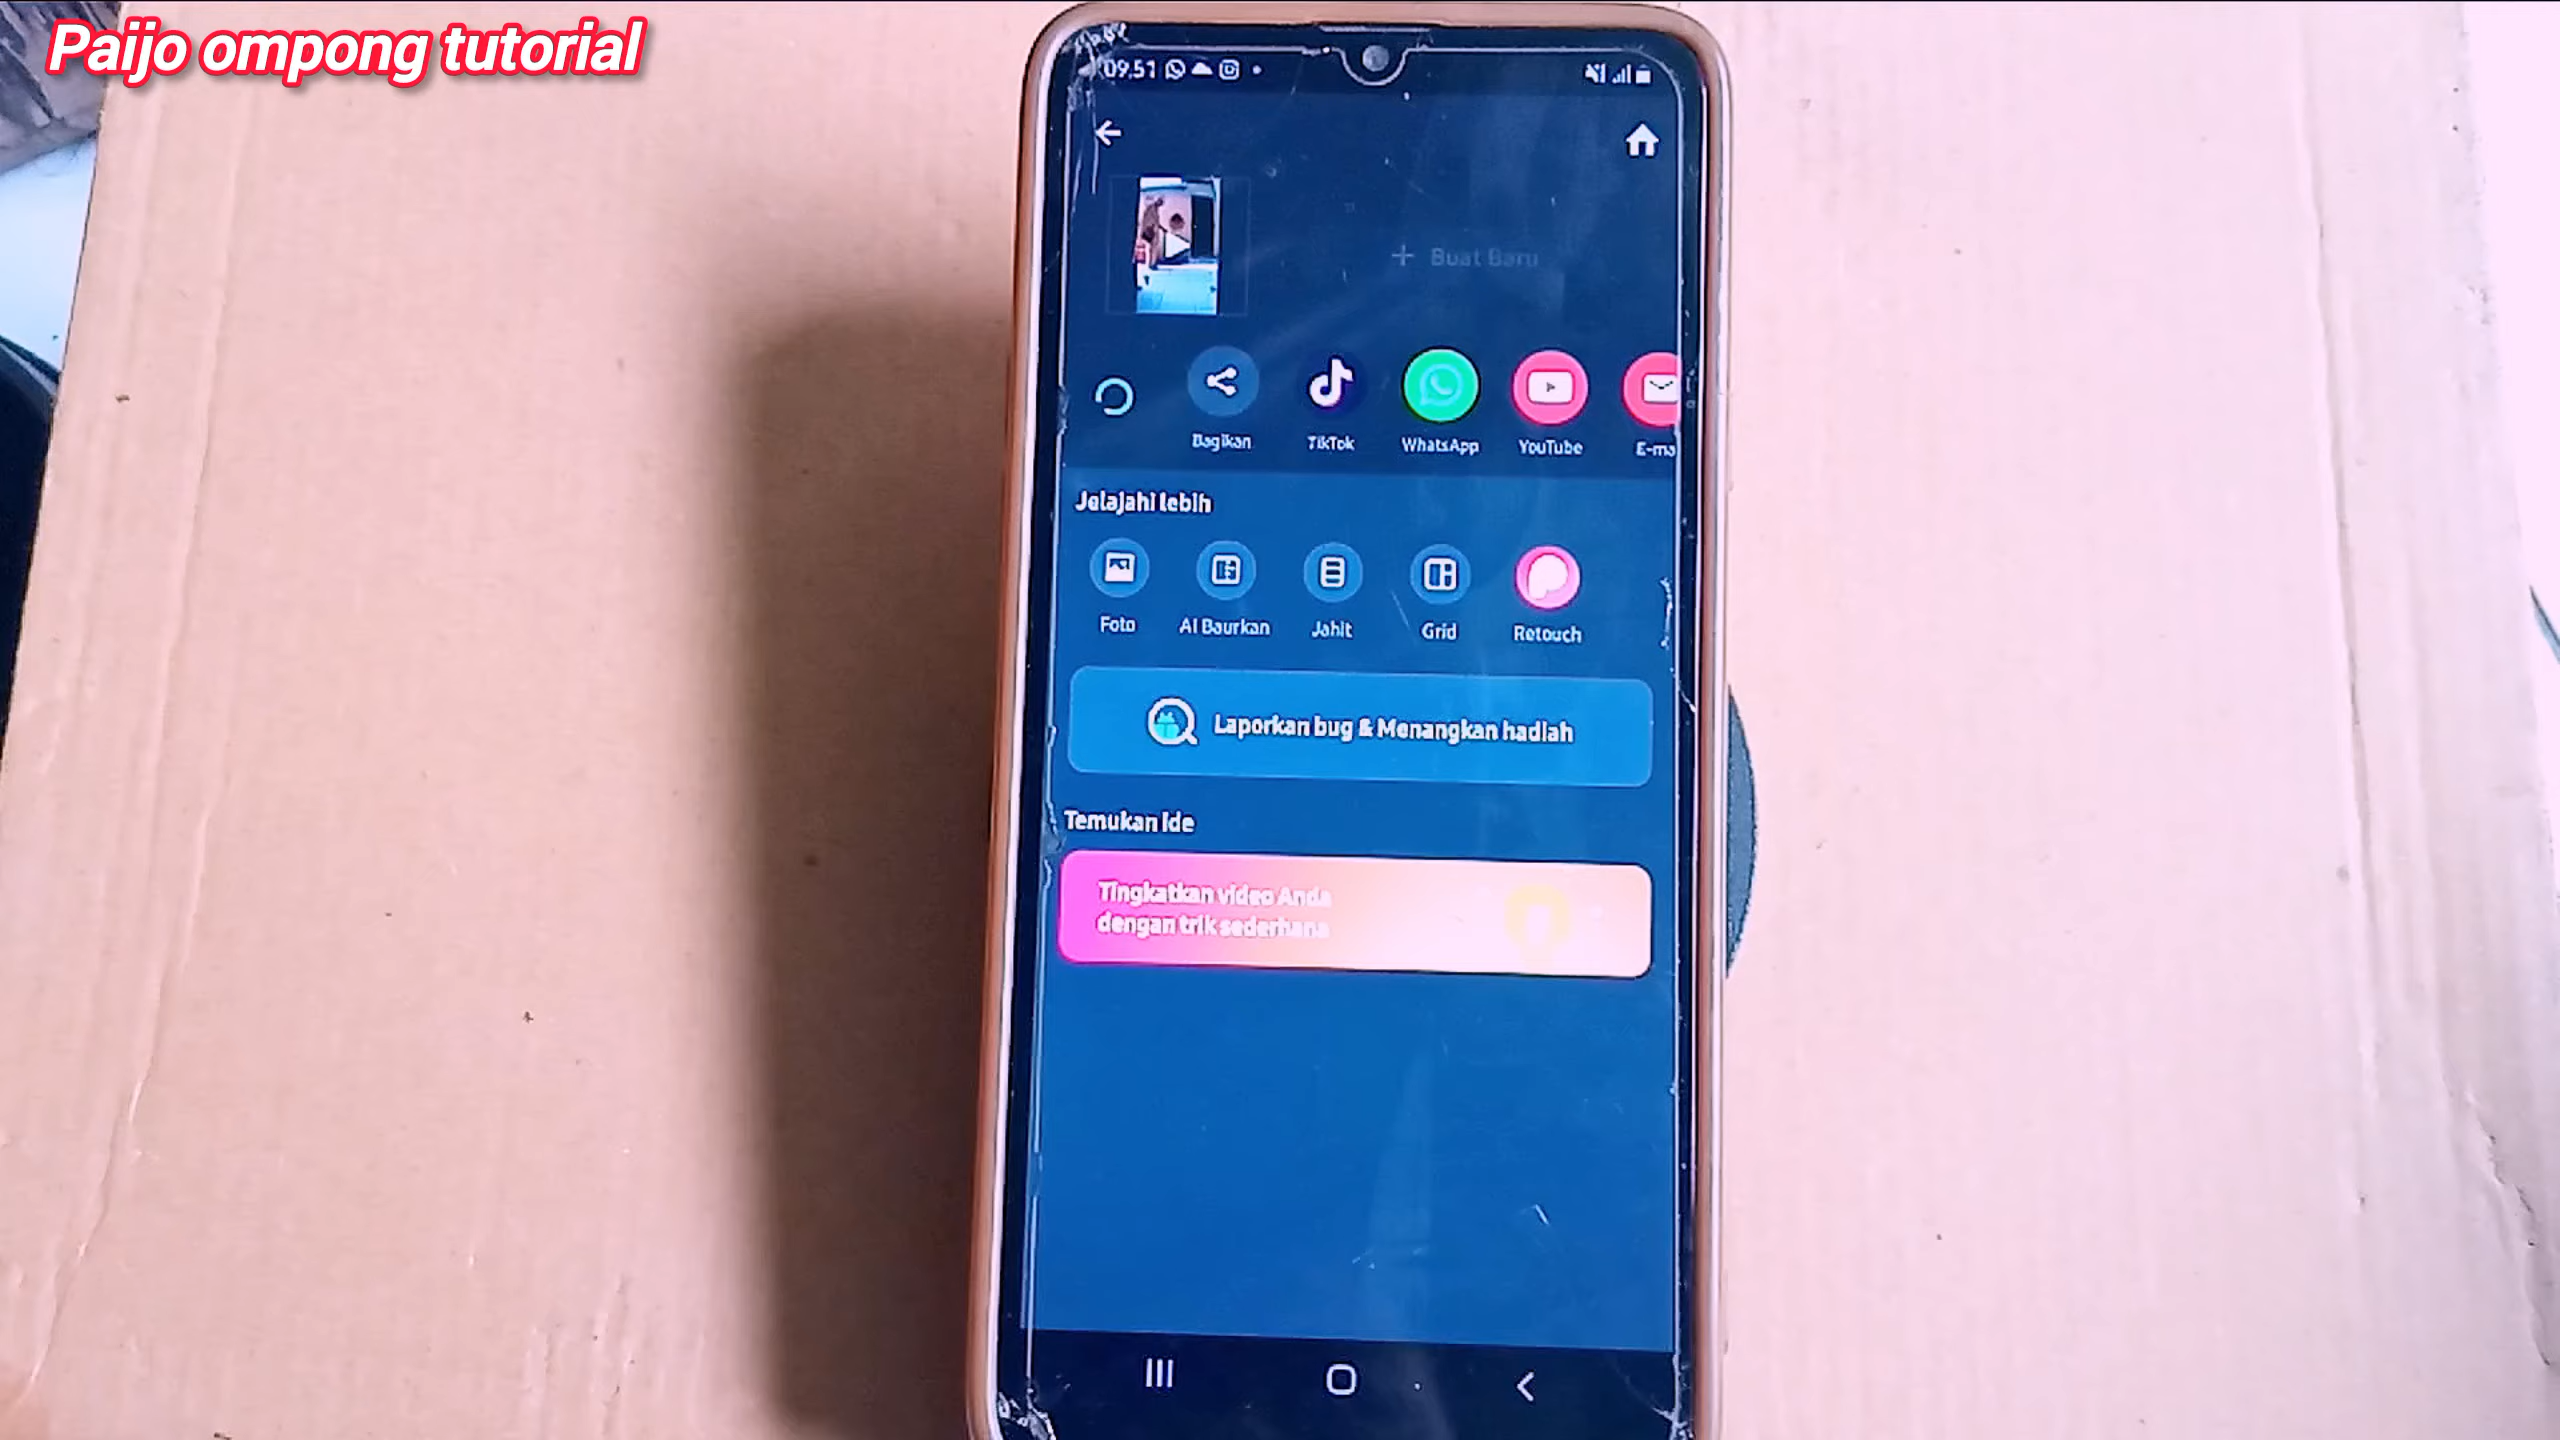 Paijo ompong tutorial
09.51
+ Buat Baru
Bagikan
TikTok
WhatsApp
YouTube
E-ma
Jelajahi lebih
Foto
AI Baurkan
Jahit
Grid
Retouch
Laporkan bug & Menangkan hadiah
Temukan Ide
Tingkatkan video Anda
dengan trik sederhana